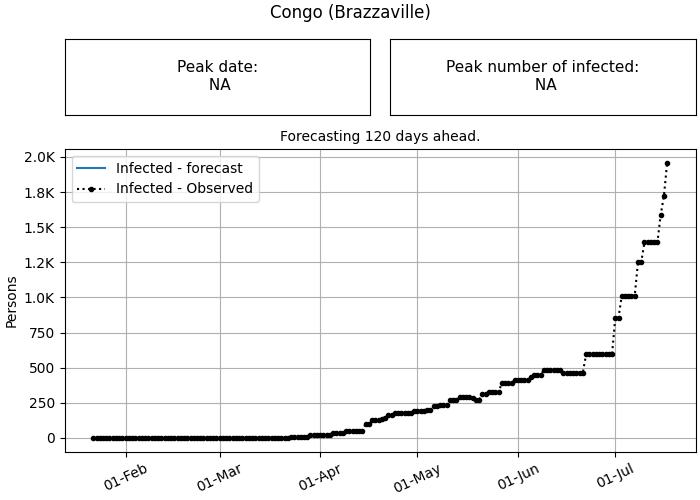 Congo (Brazzaville)
Peak date:
NA
Peak number of infected:
NA
Forecasting 120 days ahead.
Infected - forecast
Infected - Observed
2.0K
1.8K
1.5K
1.2K
1.0K
750
500
250
0
Persons
01-Feb
01-Mar
01-Apr
01-May
01-Jun
01-Jul